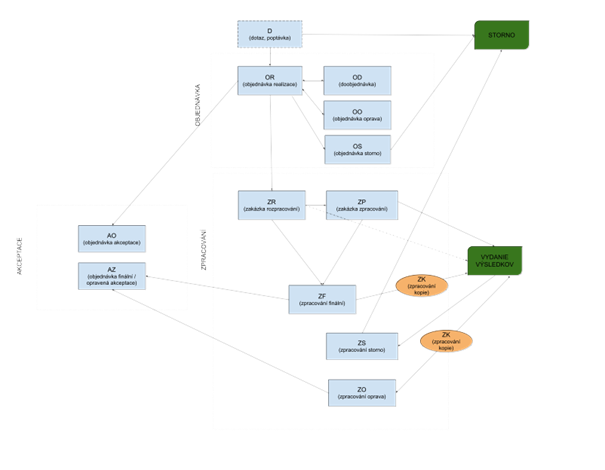 D
(dotaz, poptávka)
STORNO
OR
(objednávka realizace)
OD
(doobjednávka)
OO
(objednávka oprava)
OS
(objednávka storno)
OBJEDNÁVKA
ZR
(zakázka rozpracování)
ZP
(zakázka zpracování)
AO
(objednávka akceptace)
ZPRACOVÁNÍ
AKCEPTACE
VYDANIE
VÝSLEDKOV
AZ
(objednávka finální /
opravená akceptace)
ZK
(zpracování
kopie)
ZF
(zpracování finální)
ZS
(zpracování storno)
ZK
(zpracování
kopie)
ZO
(zpracování oprava)